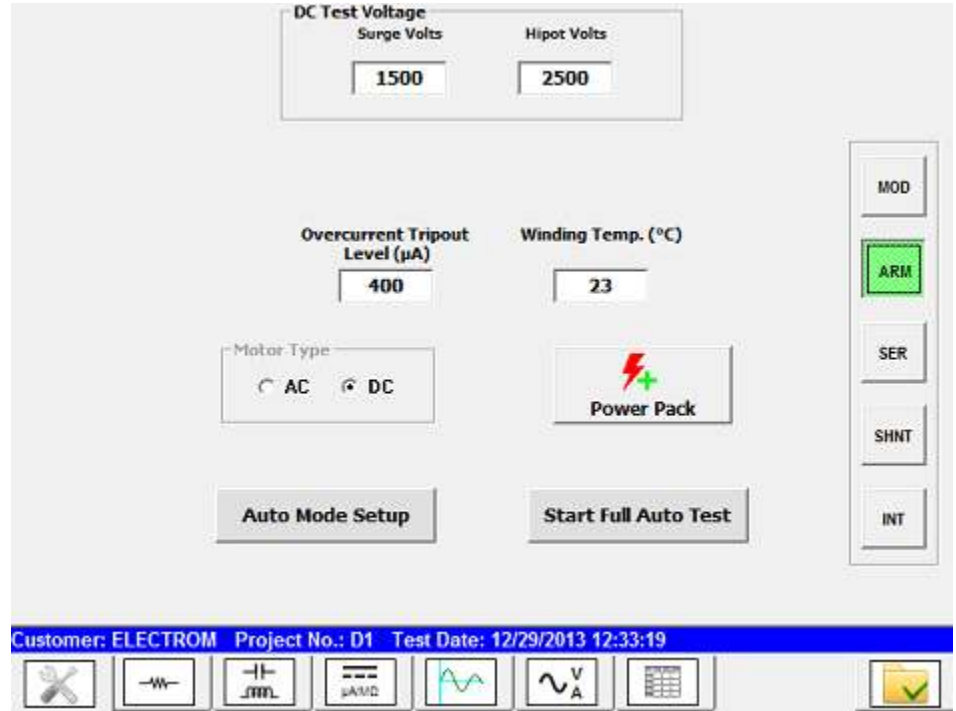 DC Test Voltage
Surge Volts Hipot Volts
1500 2500
MOD
Overcurrent Tripout Level (µA) Winding Temp. (°C)
400 23
ARM
Motor Type
AC DC
Power Pack
SER
SHNT
Auto Mode Setup Start Full Auto Test
INT
Customer: ELECTROM Project No.: D1 Test Date: 12/29/2013 12:33:19
µA/MΩ
V
A